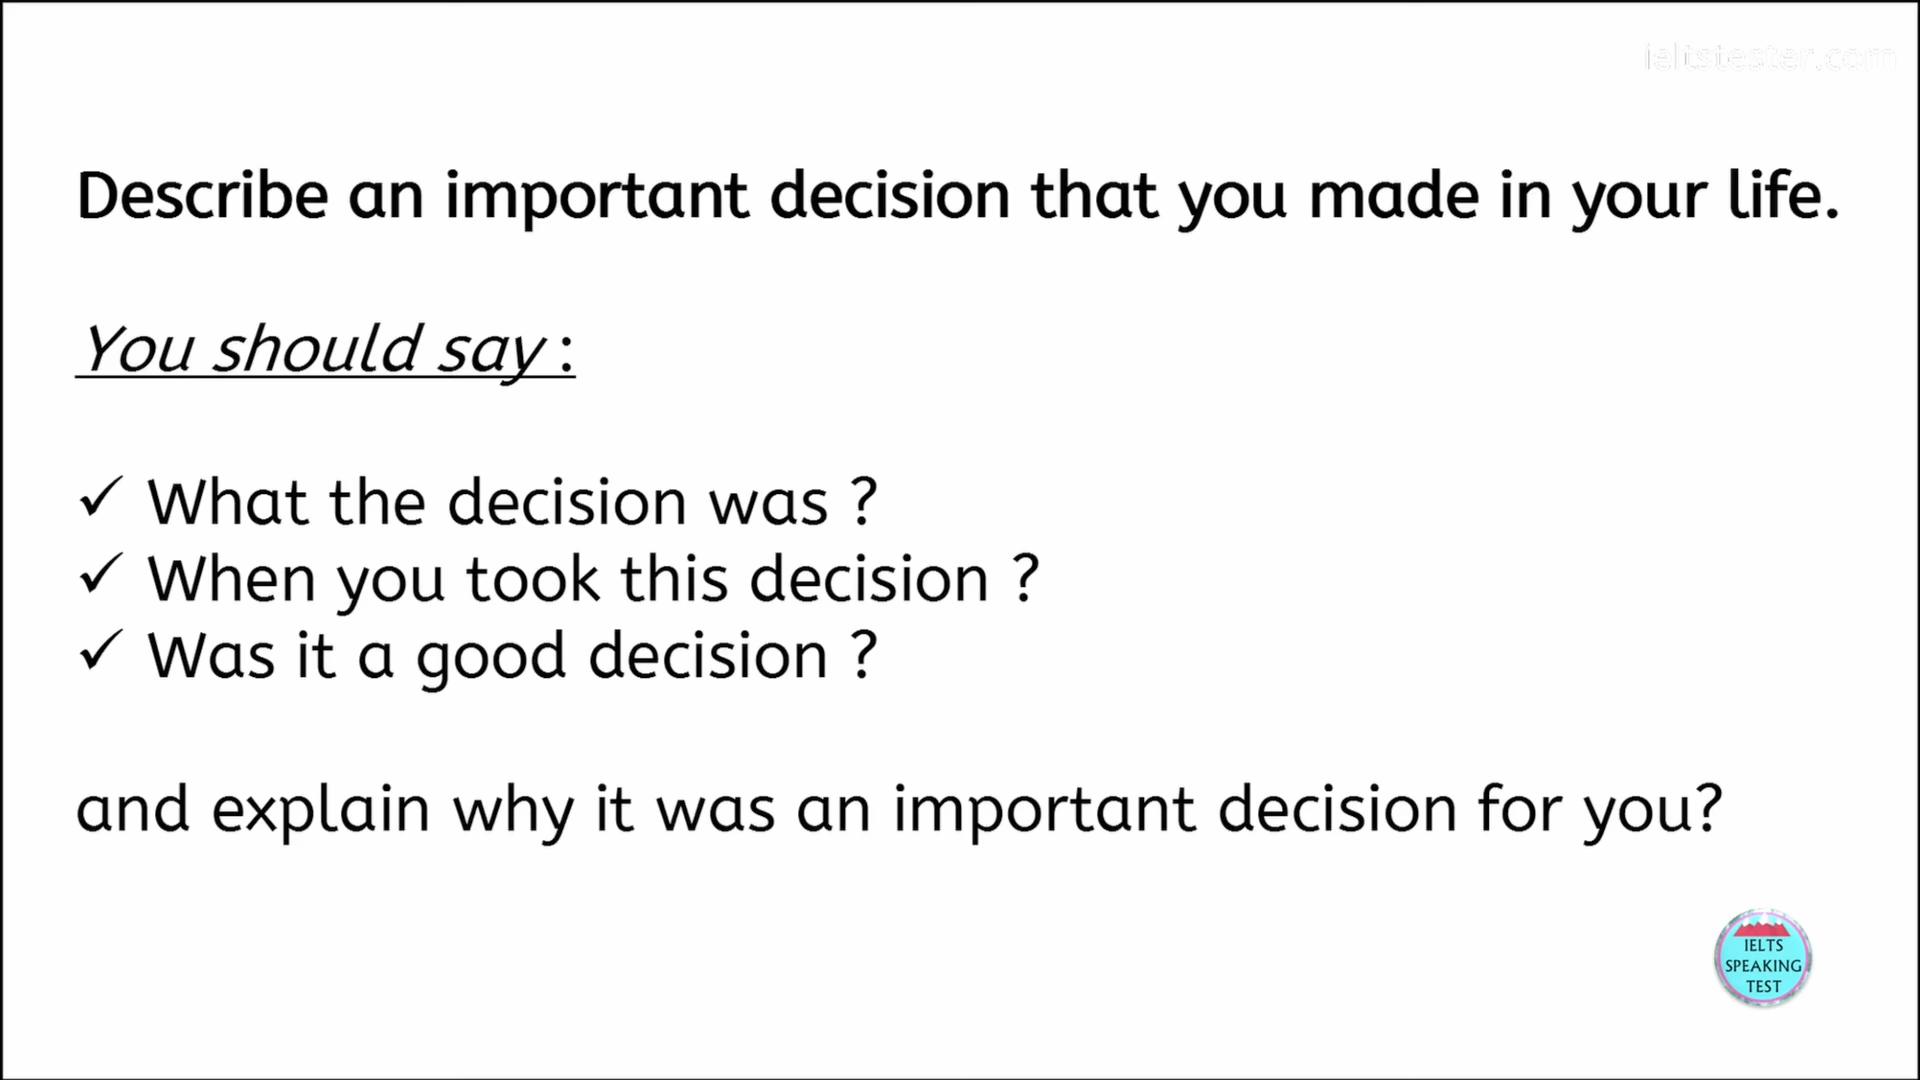 ieltstester.com
Describe an important decision that you made in your life.
You should say :
✓ What the decision was ?
✓ When you took this decision ?
✓ Was it a good decision ?
and explain why it was an important decision for you?
IELTS
SPEAKING
TEST